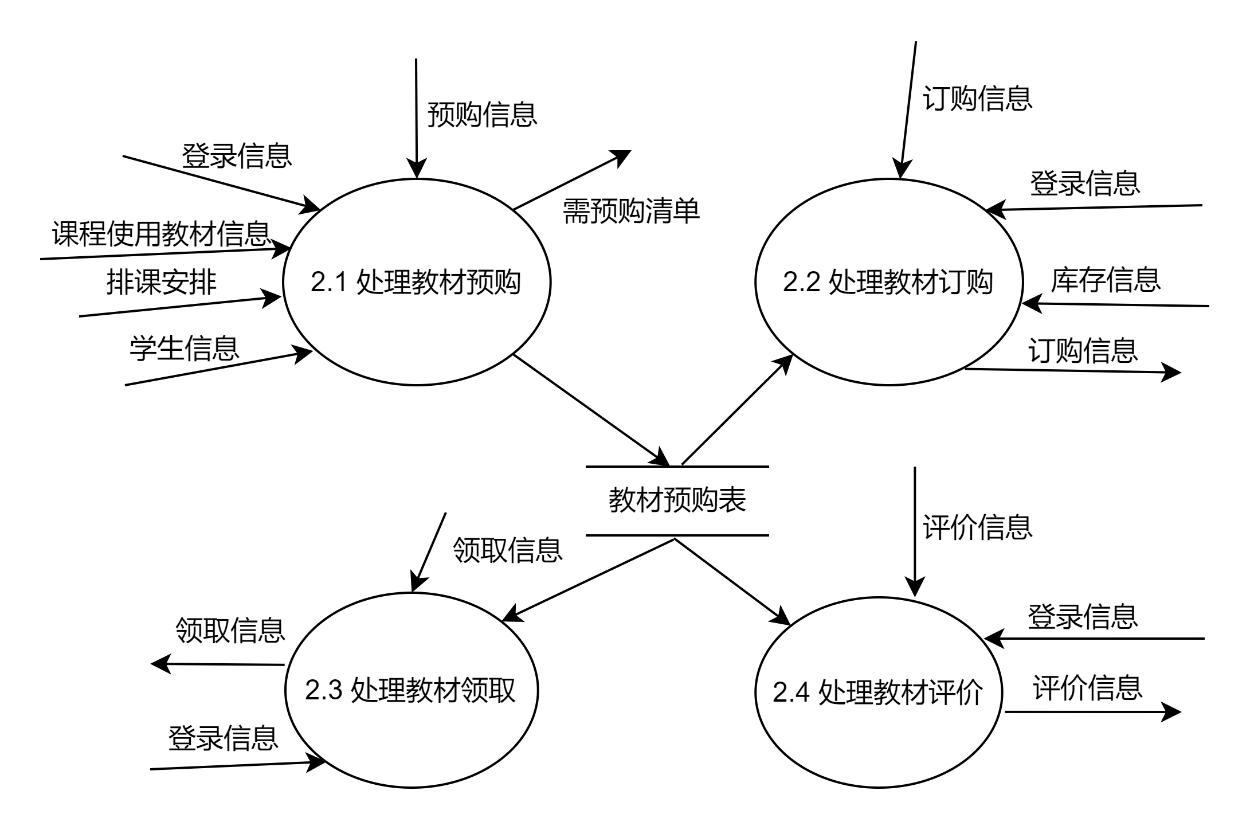 订购信息
预购信息
登录信息
登录信息
需预购清单
课程使用教材信息
2.1 处理教材预购
2.2 处理教材订购
排课安排
库存信息
学生信息
订购信息
教材预购表
领取信息
评价信息
领取信息
登录信息
2.3 处理教材领取
2.4 处理教材评价
评价信息
登录信息